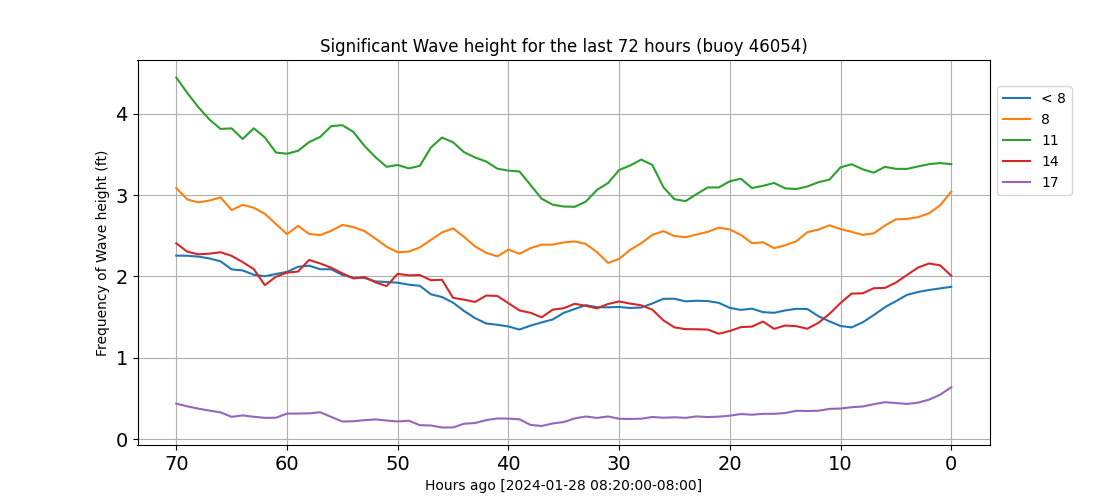 Significant Wave height for the last 72 hours (buoy 46054)
Frequency of Wave height (ft)
4
3
2
1
0
70 60 50 40 30 20 10 0
Hours ago [2024-01-28 08:20:00-08:00]
< 8
8
11
14
17